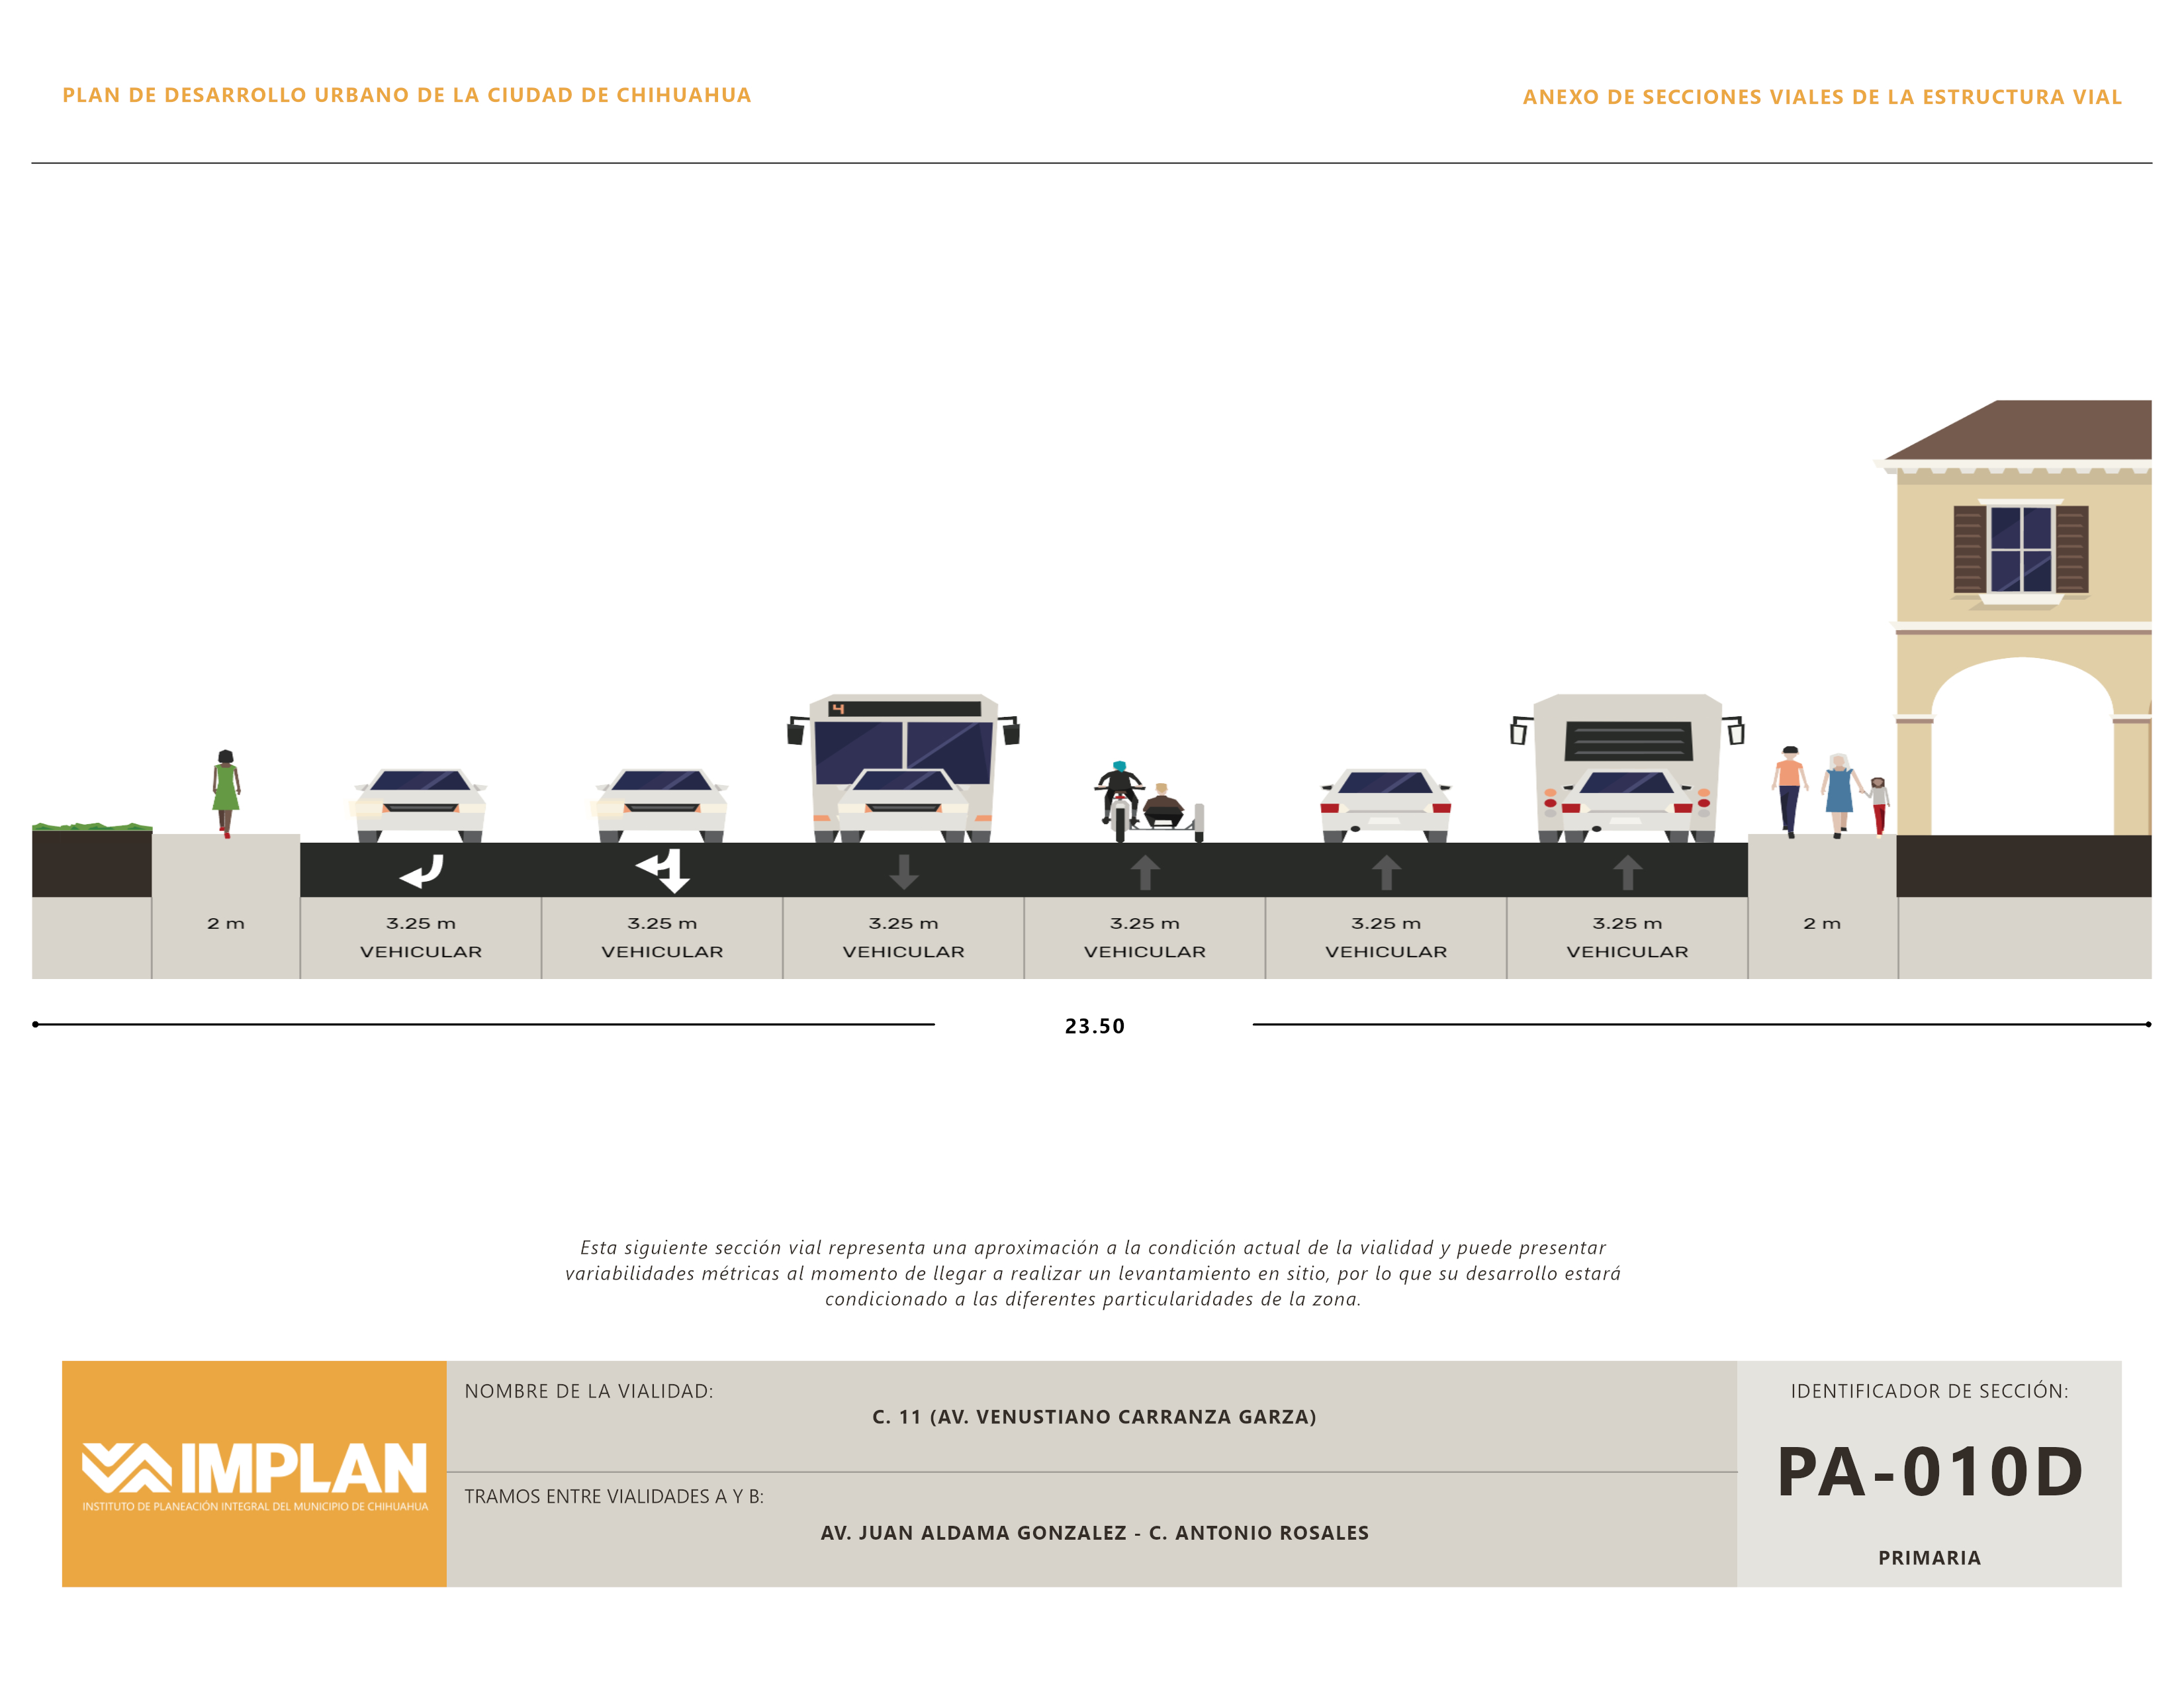 PLAN DE DESARROLLO URBANO DE LA CIUDAD DE CHIHUAHUA
ANEXO DE SECCIONES VIALES DE LA ESTRUCTURA VIAL
4
2 m
3.25 m
VEHICULAR
3.25 m
VEHICULAR
3.25 m
VEHICULAR
3.25 m
VEHICULAR
3.25 m
VEHICULAR
3.25 m
VEHICULAR
2 m
23.50
Esta siguiente sección vial representa una aproximación a la condición actual de la vialidad y puede presentar
variabilidades métricas al momento de llegar a realizar un levantamiento en sitio, por lo que su desarrollo estará
condicionado a las diferentes particularidades de la zona.
IMPLAN
INSTITUTO DE PLANEACIÓN INTEGRAL DEL MUNICIPIO DE CHIHUAHUA
NOMBRE DE LA VIALIDAD:
C. 11 (AV. VENUSTIANO CARRANZA GARZA)
TRAMOS ENTRE VIALIDADES A Y B:
AV. JUAN ALDAMA GONZALEZ - C. ANTONIO ROSALES
IDENTIFICADOR DE SECCIÓN:
PA-010D
PRIMARIA